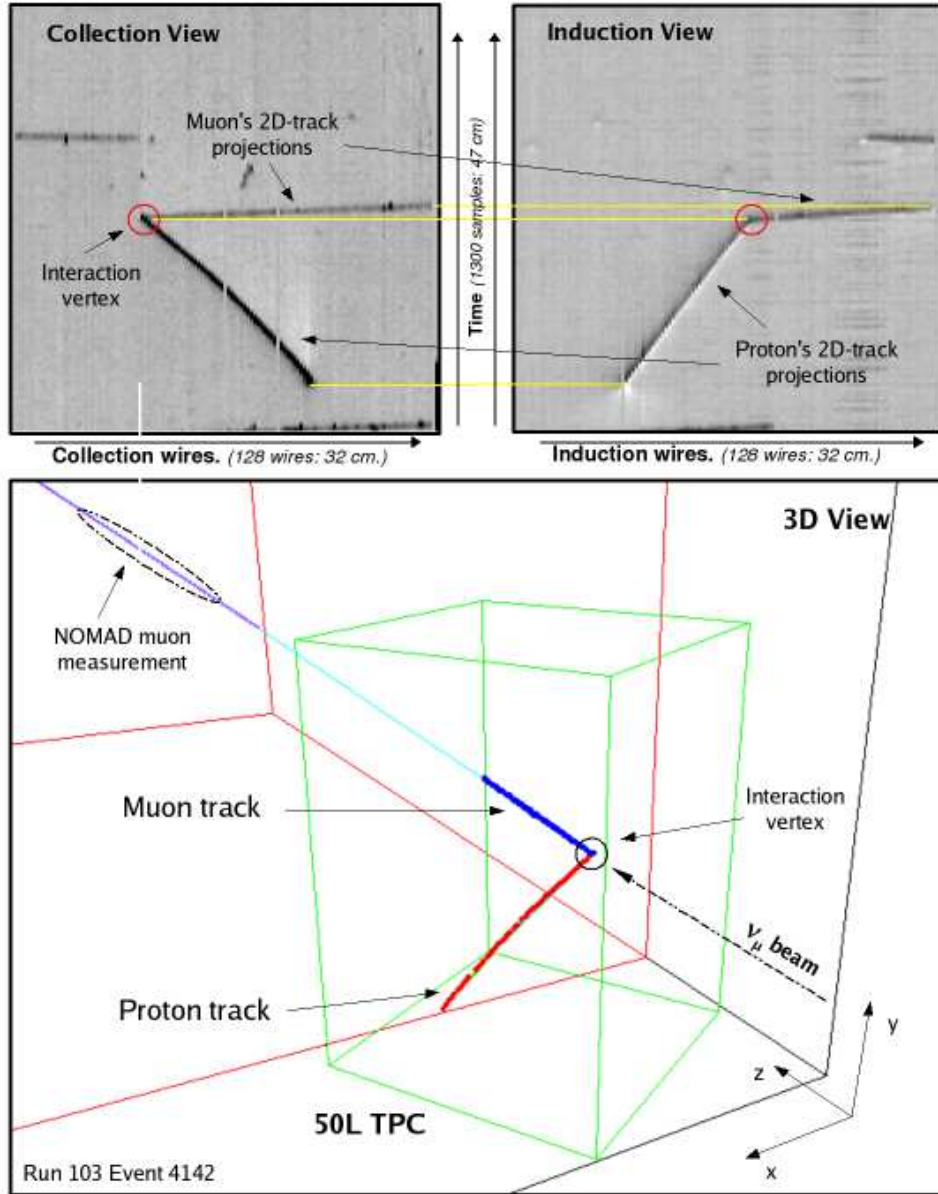 Collection View
Induction View
Muon's 2D-track
projections
Interaction
vertex
Time (1300 samples: 47 cm)
Proton's 2D-track
projections
Collection wires. (128 wires: 32 cm.)
Induction wires. (128 wires: 32 cm.)
3D View
NOMAD muon
measurement
Muon track
Interaction
vertex
νμ beam
Proton track
y
z
x
50L TPC
Run 103 Event 4142